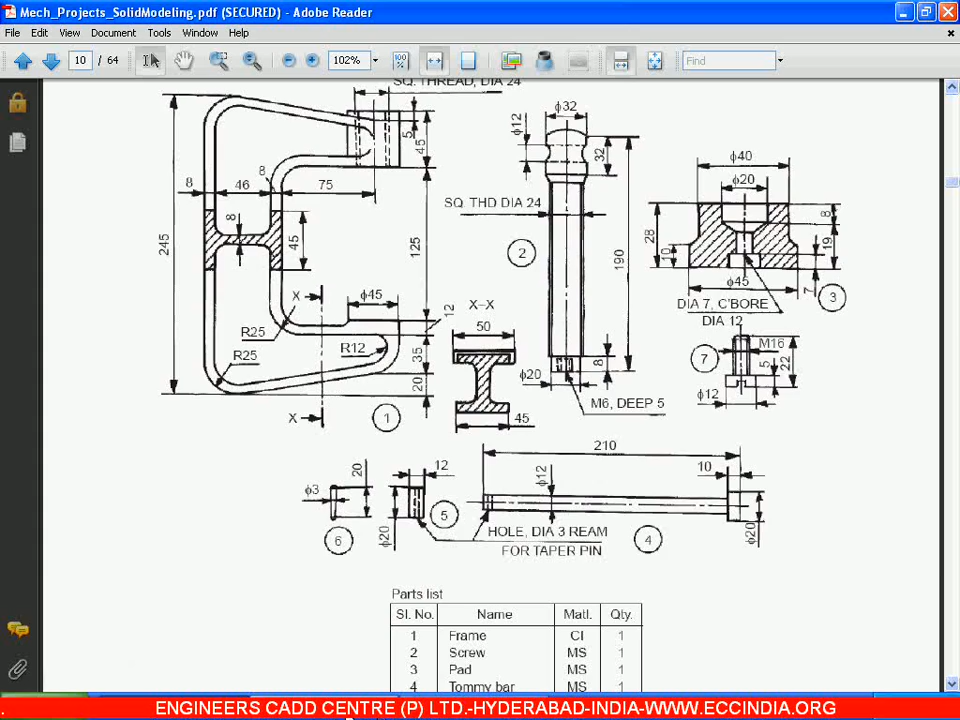 Mech_Projects_SolidModeling.pdf (SECURED) - Adobe Reader
File Edit View Document Tools Window Help
10 / 64 102% Find
SQ. THREAD, DIA 24
5
45
8
8
46
75
8
45
245
125
X
X-X
ϕ45
12
50
R25
R25
R12
35
20
X
1
45
ϕ32
ϕ12
32
SQ. THD DIA 24
2
190
ϕ20
8
M6, DEEP 5
ϕ40
ϕ20
28
10
8
19
7
ϕ45
DIA 7, C'BORE
DIA 12
3
7
M16
5
22
ϕ12
210
10
ϕ12
ϕ20
4
HOLE, DIA 3 REAM
FOR TAPER PIN
12
ϕ20
5
20
ϕ3
6
Parts list
Sl. No. Name Matl. Qty.
1 Frame CI 1
2 Screw MS 1
3 Pad MS 1
4 Tommy bar MS 1
ENGINEERS CADD CENTRE (P) LTD.-HYDERABAD-INDIA-WWW.ECCINDIA.ORG